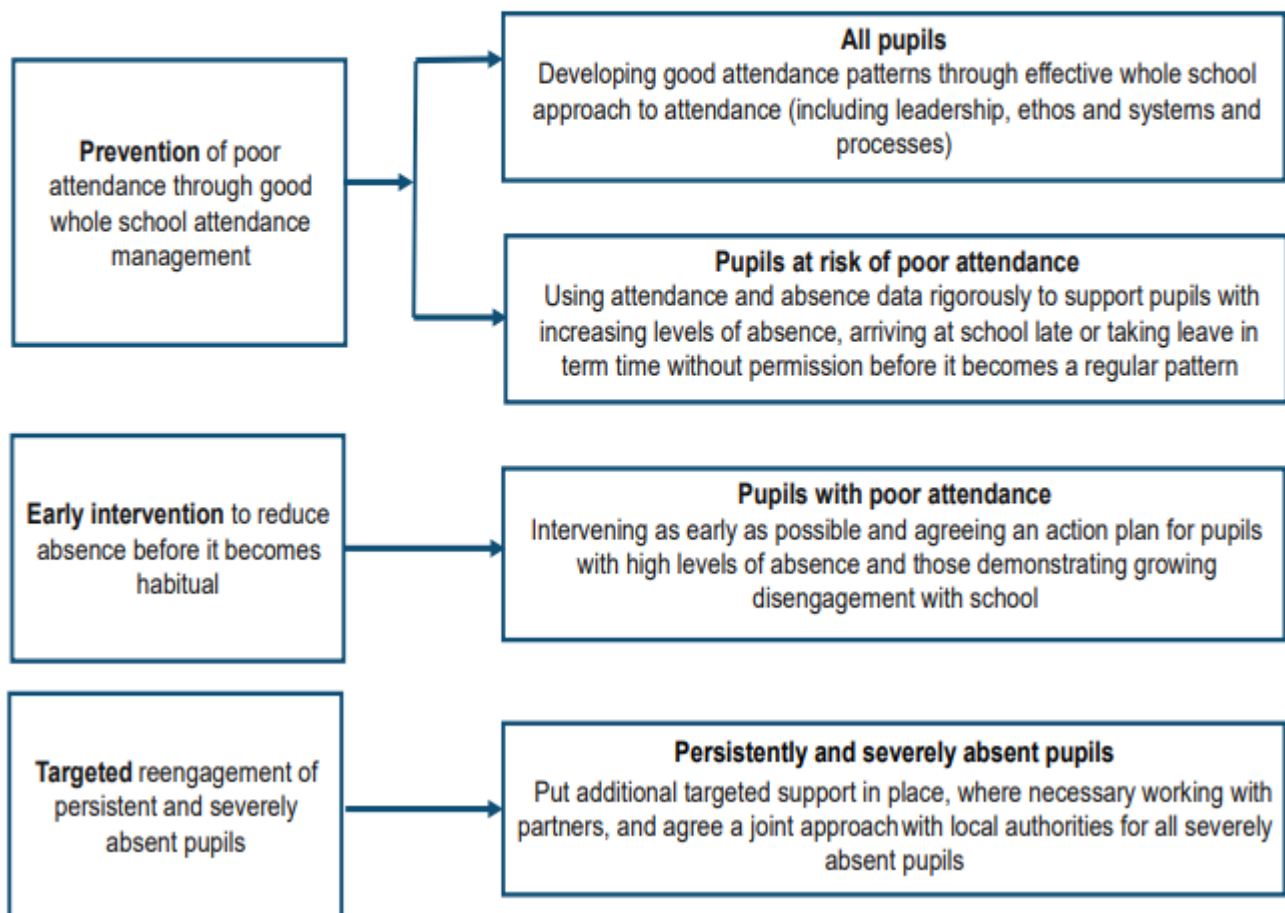 Prevention of poor
attendance through good
whole school attendance
management
All pupils
Developing good attendance patterns through effective whole school
approach to attendance (including leadership, ethos and systems and
processes)
Pupils at risk of poor attendance
Using attendance and absence data rigorously to support pupils with
increasing levels of absence, arriving at school late or taking leave in
term time without permission before it becomes a regular pattern
Early intervention to reduce
absence before it becomes
habitual
Pupils with poor attendance
Intervening as early as possible and agreeing an action plan for pupils
with high levels of absence and those demonstrating growing
disengagement with school
Targeted reengagement of
persistent and severely
absent pupils
Persistently and severely absent pupils
Put additional targeted support in place, where necessary working with
partners, and agree a joint approach with local authorities for all severely
absent pupils